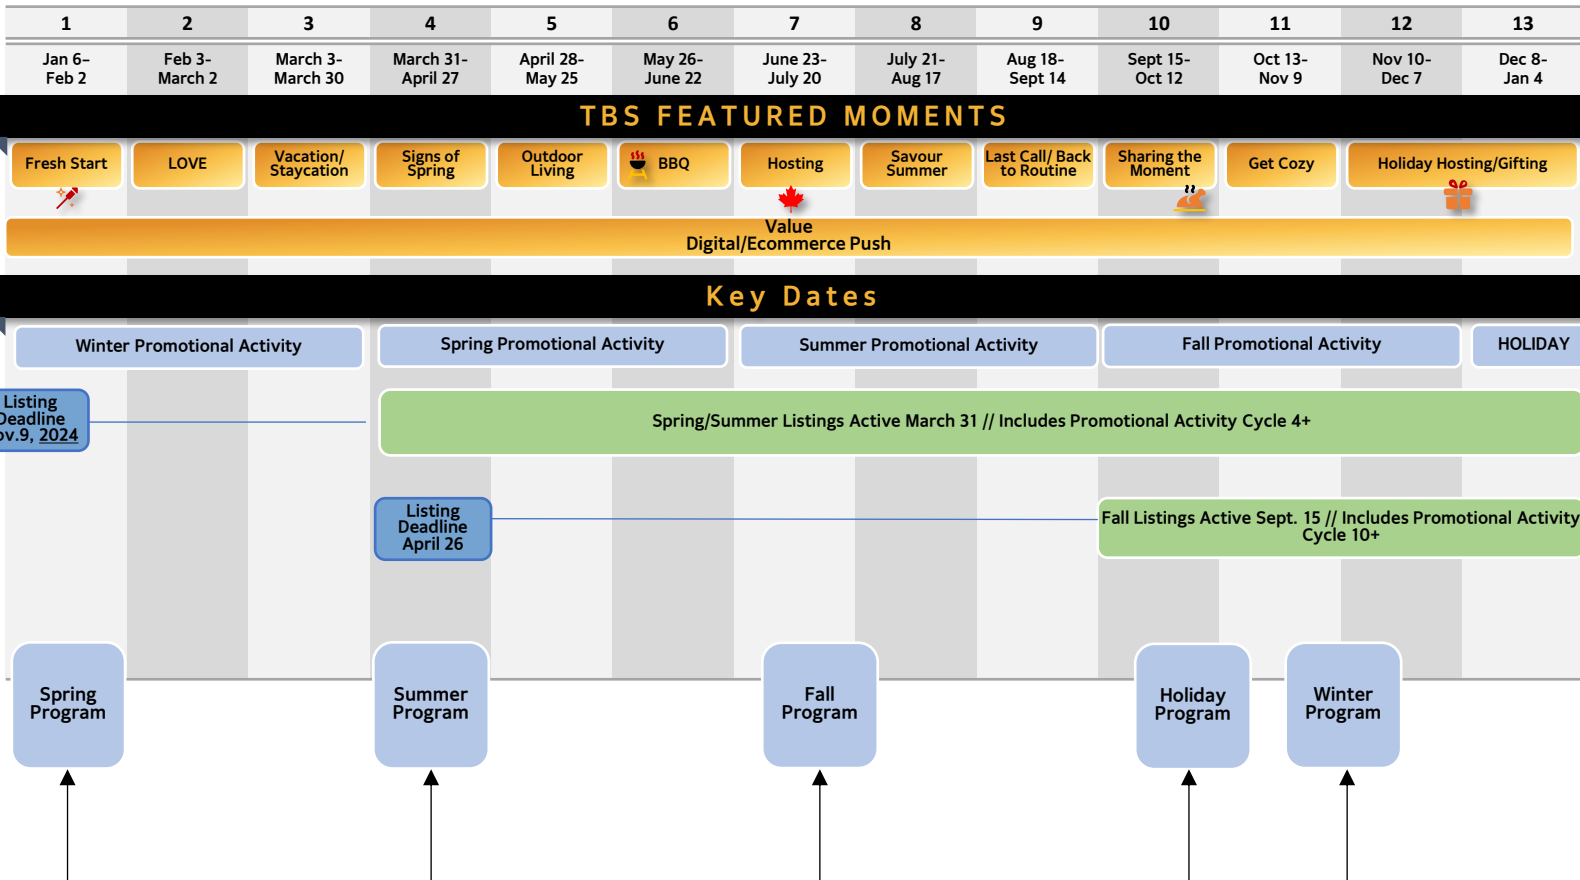 1 2 3 4 5 6 7 8 9 10 11 12 13
Jan 6– Feb 3- March 3- March 31- April 28- May 26- June 23- July 21- Aug 18- Sept 15- Oct 13- Nov 10- Dec 8-
Feb 2 March 2 March 30 April 27 May 25 June 22 July 20 Aug 17 Sept 14 Oct 12 Nov 9 Dec 7 Jan 4
TBS FEATURED MOMENTS
Fresh Start
LOVE
Vacation/
Staycation
Signs of
Spring
Outdoor
Living
BBQ
Hosting
Savour
Summer
Last Call/ Back
to Routine
Sharing the
Moment
Get Cozy
Holiday Hosting/Gifting
Value
Digital/Ecommerce Push
Key Dates
Winter Promotional Activity
Spring Promotional Activity
Summer Promotional Activity
Fall Promotional Activity
HOLIDAY
Listing
Deadline
ov.9, 2024
Spring/Summer Listings Active March 31 // Includes Promotional Activity Cycle 4+
Listing
Deadline
April 26
Fall Listings Active Sept. 15 // Includes Promotional Activity
Cycle 10+
Spring
Program
Summer
Program
Fall
Program
Holiday
Program
Winter
Program